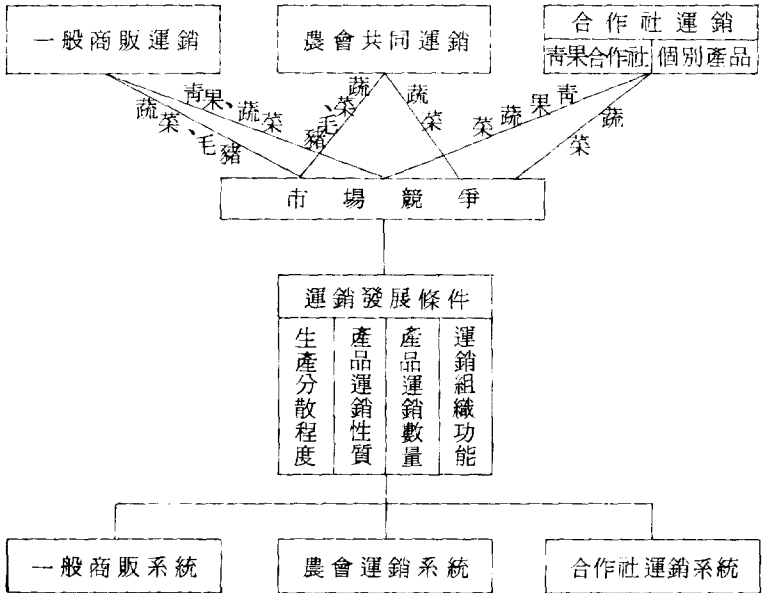 一般商販運銷
農會共同運銷
合作社運銷
青果合作社
個別產品
蔬菜、毛豬
青果、蔬菜
蔬菜、毛豬
蔬菜
青果蔬菜
蔬菜
市場競爭
運銷發展條件
生產分散程度
產品運銷性質
產品運銷數量
運銷組織功能
一般商販系統
農會運銷系統
合作社運銷系統